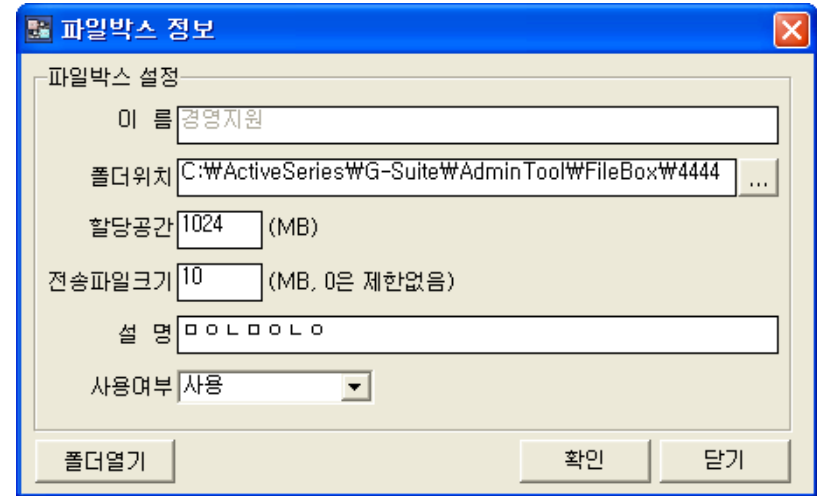 파일박스 정보
파일박스 설정
이 름 경영지원
폴더위치 C:₩ActiveSeries₩G-Suite₩AdminTool₩FileBox₩4444 ...
할당공간 1024 (MB)
전송파일크기 10 (MB, 0은 제한없음)
설 명 ㅁㅇㄴㅁㅇㄴㅇ
사용여부 사용
폴더열기 확인 닫기